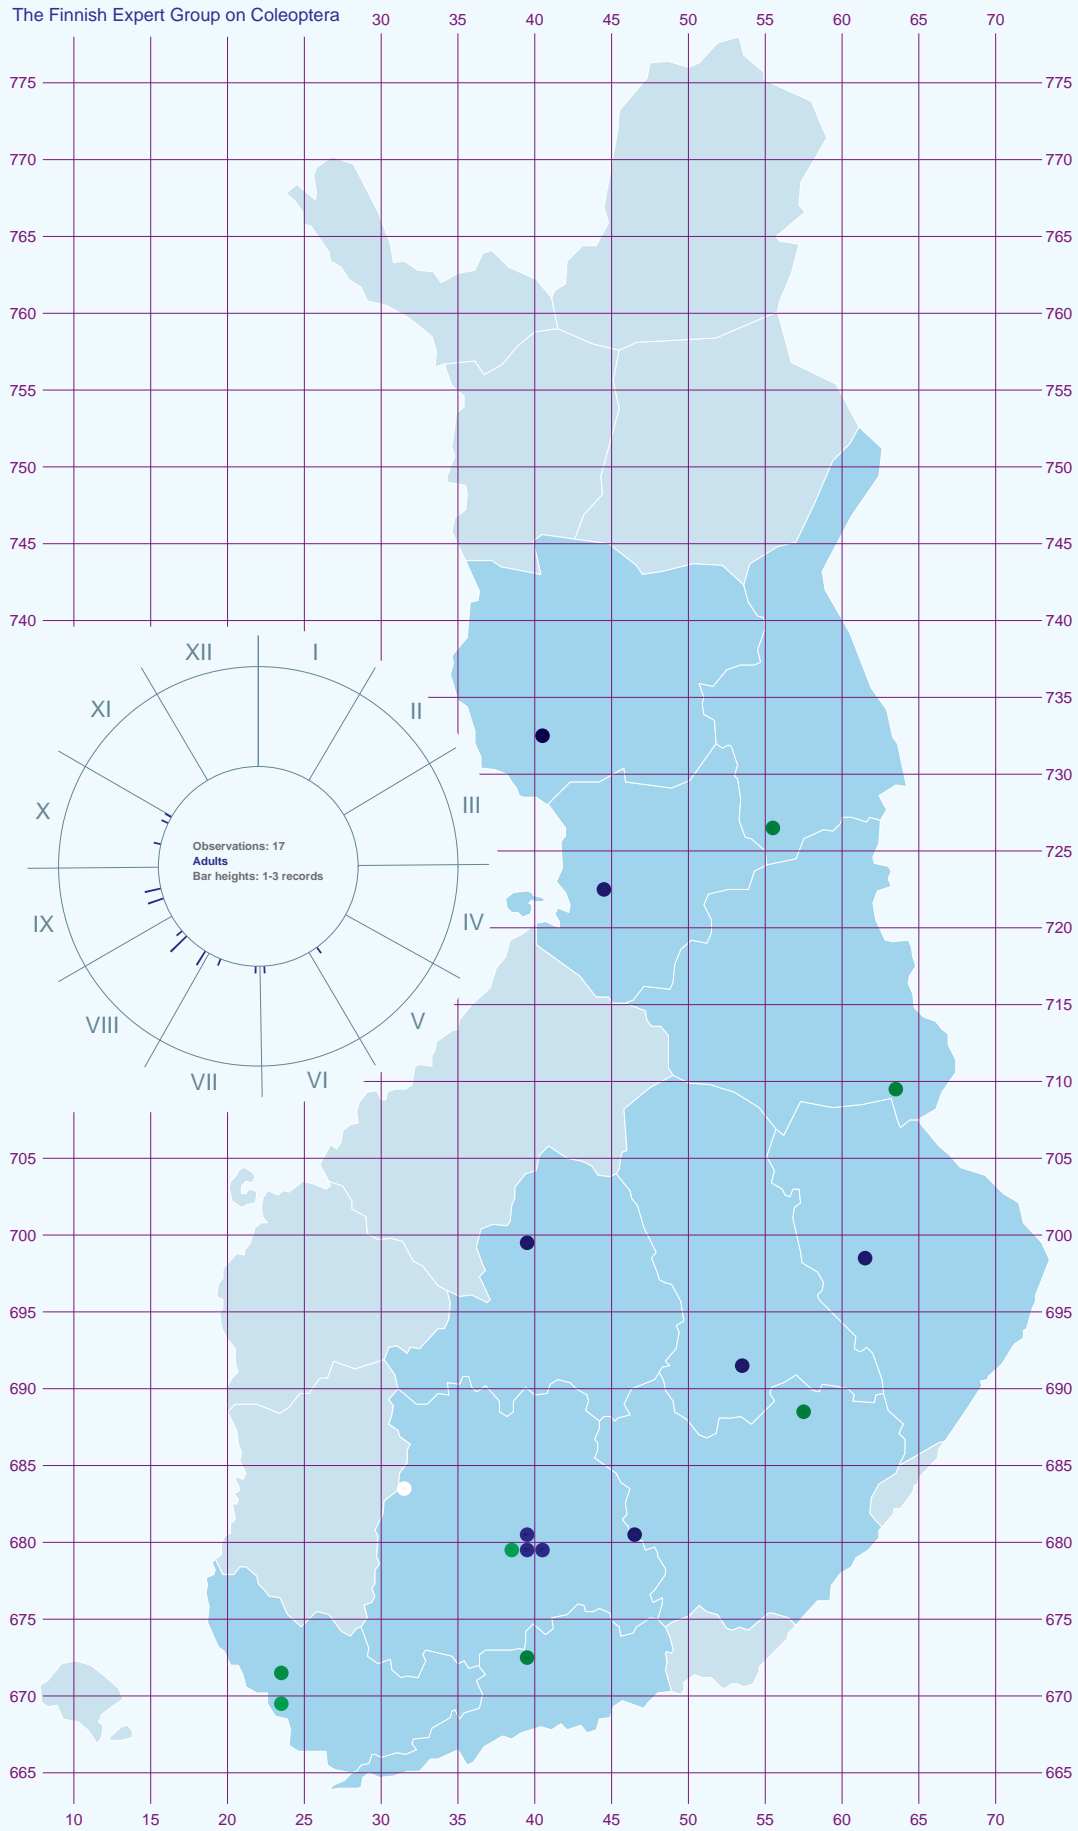 The Finnish Expert Group on Coleoptera
30 35 40 45 50 55 60 65 70
775 775
770 770
765 765
760 760
755 755
750 750
745 745
740 740
XII I
XI II
735
730
X III
Observations: 17
Adults
Bar heights: 1-3 records
725
IX IV
720
715
VIII V
VII VI
710
705 705
700 700
695 695
690 690
685 685
680 680
675 675
670 670
665 665
10 15 20 25 30 35 40 45 50 55 60 65 70